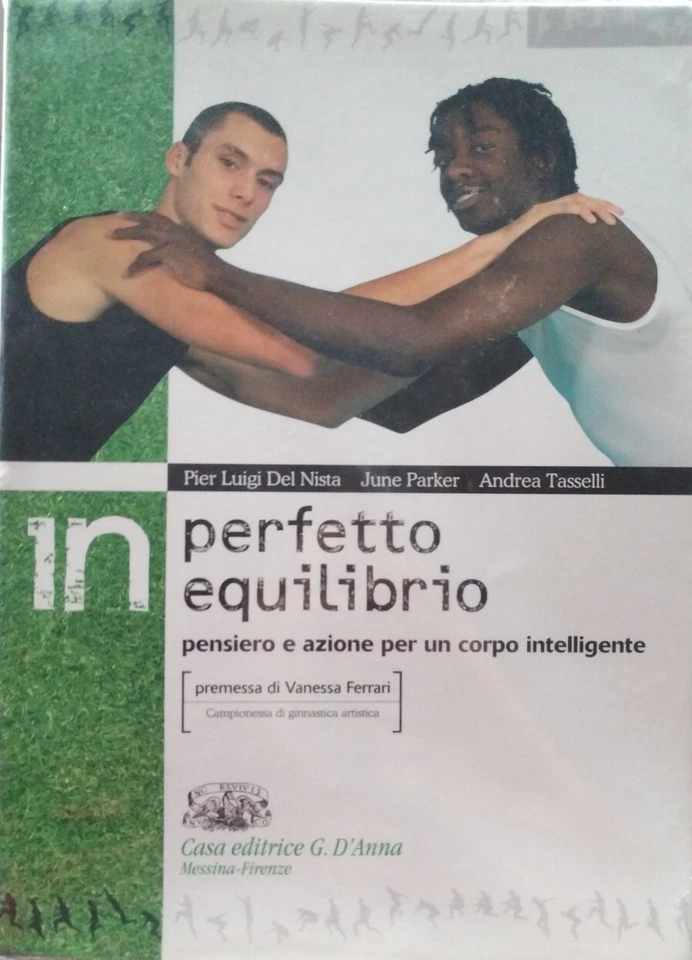 Pier Luigi Del Nista June Parker Andrea Tasselli
in perfetto
equilibrio
pensiero e azione per un corpo intelligente
premessa di Vanessa Ferrari
Campionessa di ginnastica artistica
Casa editrice G. D'Anna
Messina-Firenze